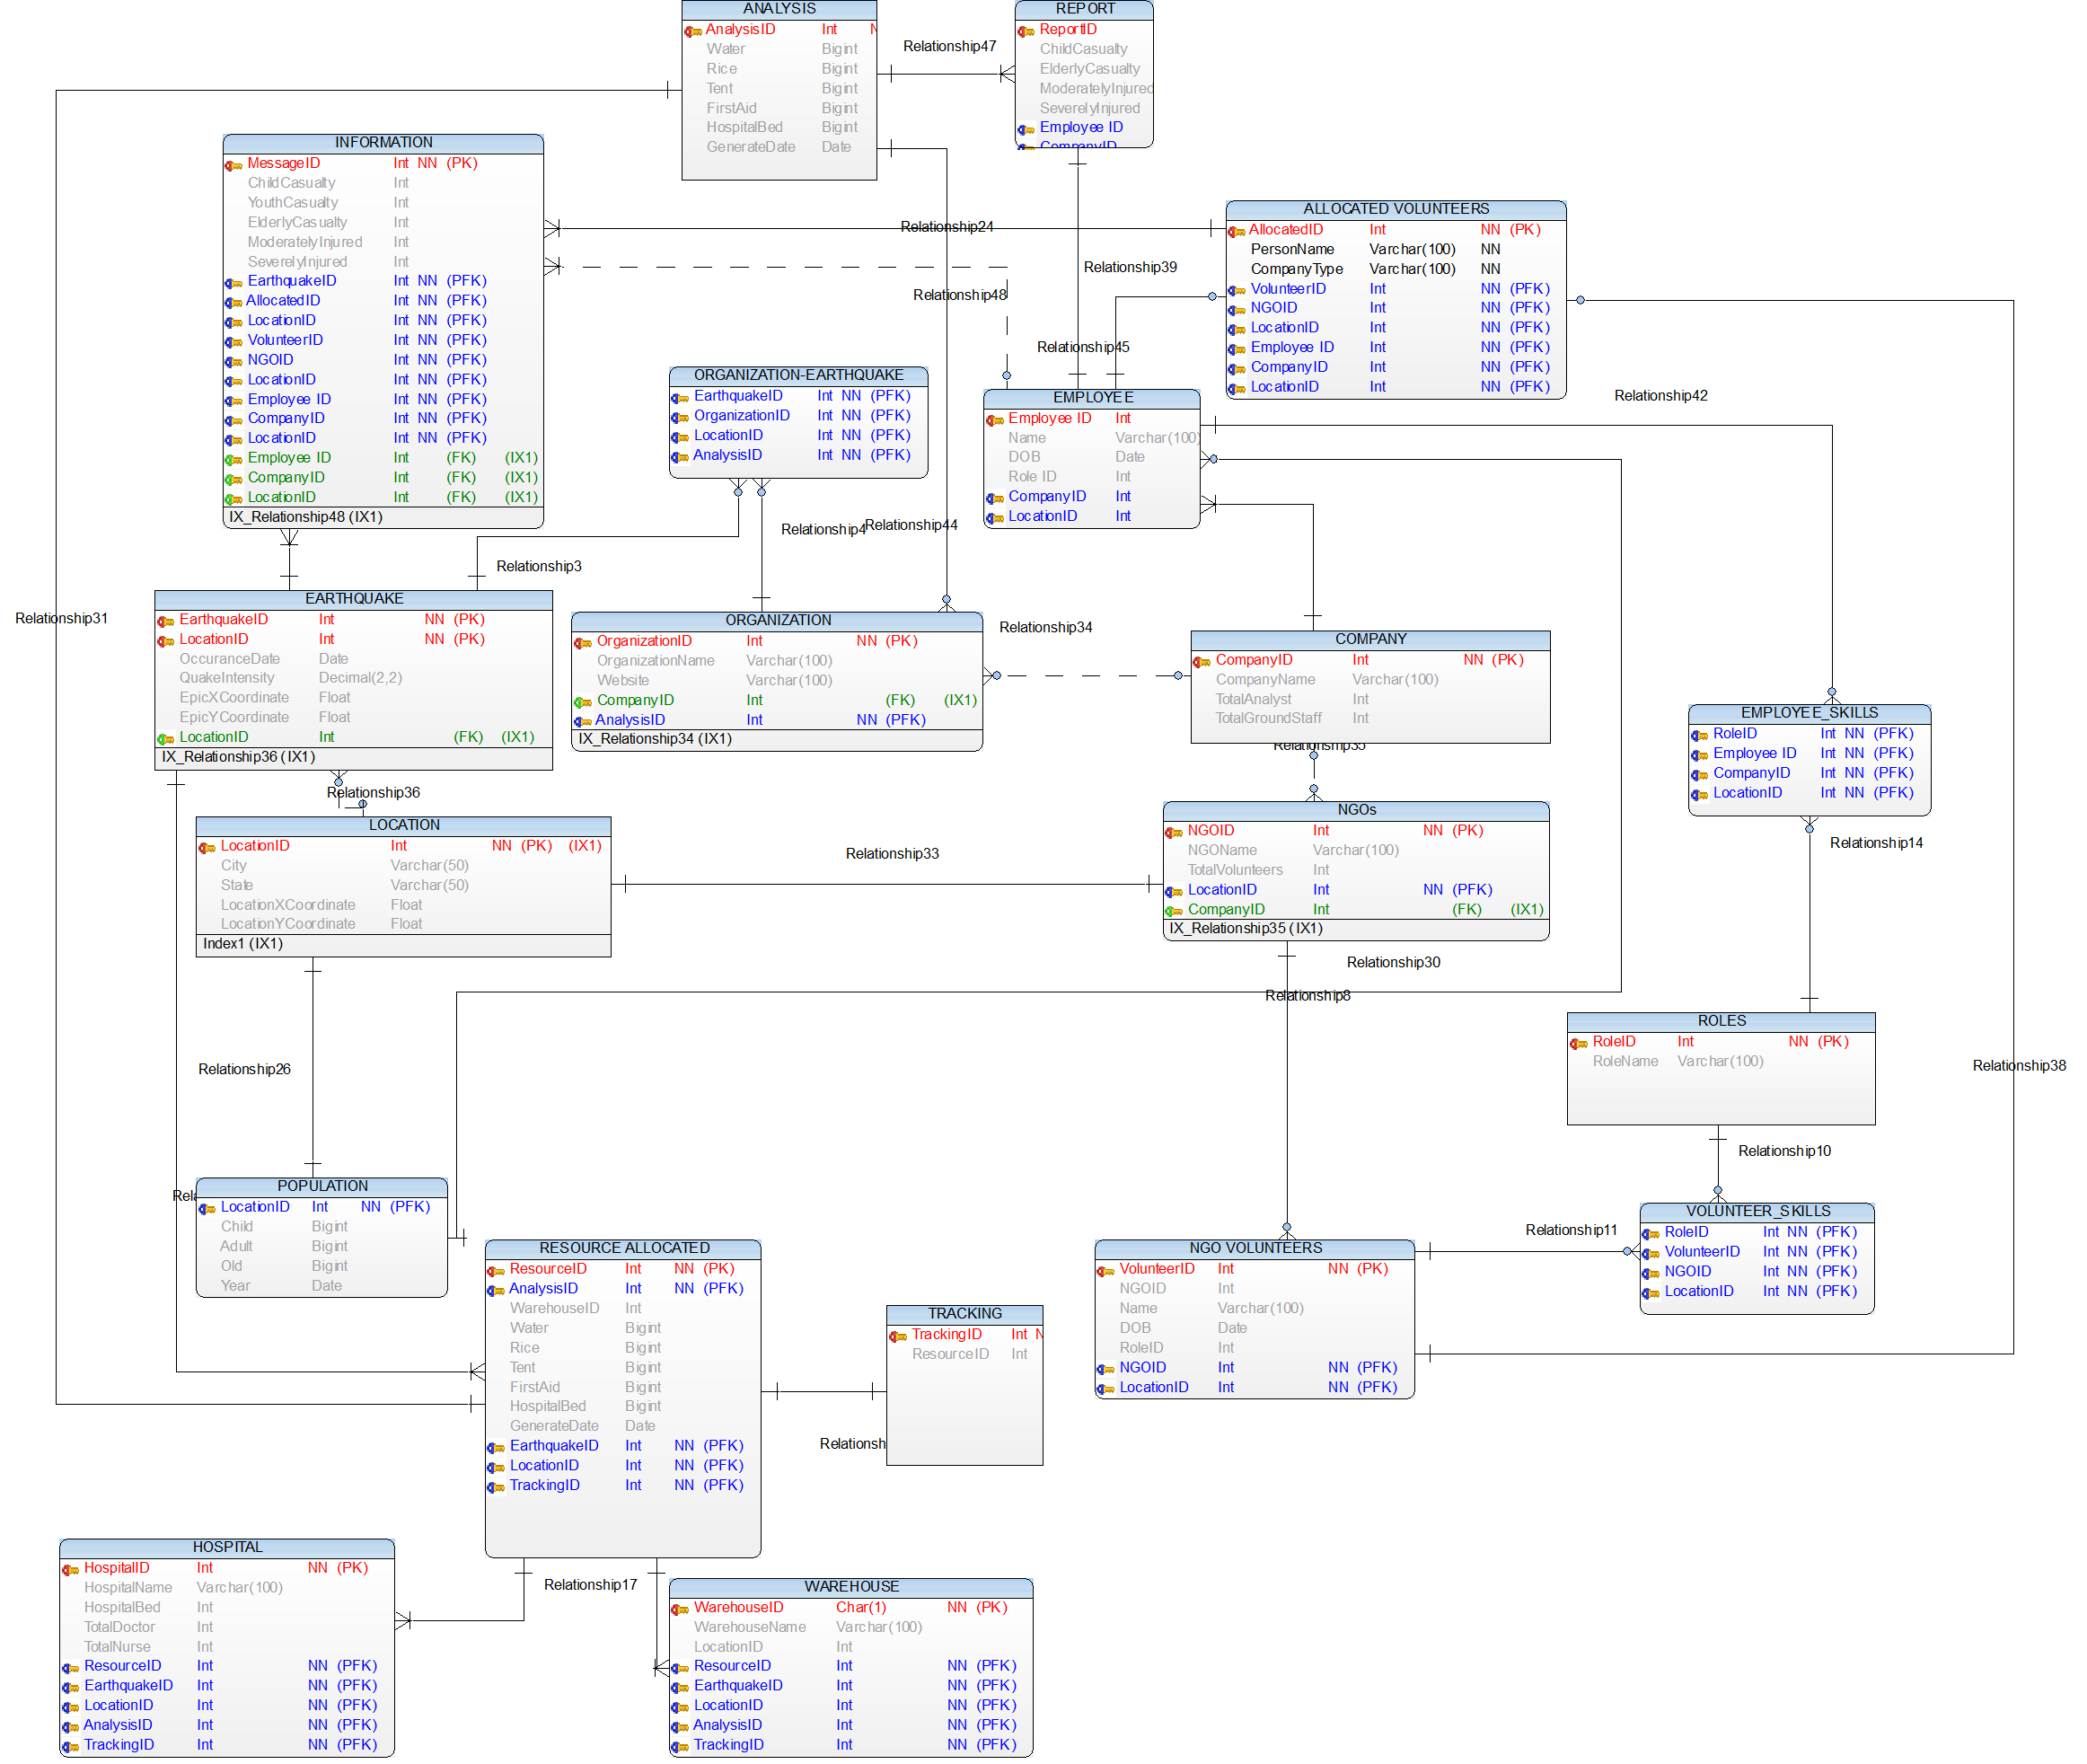 ANALYSIS
AnalysisID Int
Water Bigint
Rice Bigint
Tent Bigint
FirstAid Bigint
HospitalBed Bigint
GenerateDate Date
Relationship47
REPORT
ReportID
ChildCasualty
ElderlyCasualty
ModeratelyInjured
SeverelyInjured
Employee ID
CompanyID
INFORMATION
MessageID Int NN (PK)
ChildCasualty Int
YouthCasualty Int
ElderlyCasualty Int
ModeratelyInjured Int
SeverelyInjured Int
EarthquakeID Int NN (PFK)
AllocatedID Int NN (PFK)
LocationID Int NN (PFK)
VolunteerID Int NN (PFK)
NGOID Int NN (PFK)
LocationID Int NN (PFK)
Employee ID Int NN (PFK)
CompanyID Int NN (PFK)
LocationID Int NN (PFK)
Employee ID Int (FK) (IX1)
CompanyID Int (FK) (IX1)
LocationID Int (FK) (IX1)
IX_Relationship48 (IX1)
Relationship24
Relationship48
Relationship39
Relationship45
ALLOCATED VOLUNTEERS
AllocatedID Int NN (PK)
PersonName Varchar(100) NN
CompanyType Varchar(100) NN
VolunteerID Int NN (PFK)
NGOID Int NN (PFK)
LocationID Int NN (PFK)
Employee ID Int NN (PFK)
CompanyID Int NN (PFK)
LocationID Int NN (PFK)
Relationship42
ORGANIZATION-EARTHQUAKE
EarthquakeID Int NN (PFK)
OrganizationID Int NN (PFK)
LocationID Int NN (PFK)
AnalysisID Int NN (PFK)
EMPLOYEE
Employee ID Int
Name Varchar(100)
DOB Date
Role ID Int
CompanyID Int
LocationID Int
Relationship4
Relationship44
Relationship3
Relationship31
EARTHQUAKE
EarthquakeID Int NN (PK)
LocationID Int NN (PK)
OccuranceDate Date
QuakeIntensity Decimal(2,2)
EpicXCoordinate Float
EpicYCoordinate Float
LocationID Int (FK) (IX1)
IX_Relationship36 (IX1)
ORGANIZATION
OrganizationID Int NN (PK)
OrganizationName Varchar(100)
Website Varchar(100)
CompanyID Int (FK) (IX1)
AnalysisID Int NN (PFK)
IX_Relationship34 (IX1)
Relationship34
COMPANY
CompanyID Int NN (PK)
CompanyName Varchar(100)
TotalAnalyst Int
TotalGroundStaff Int
Relationship35
EMPLOYEE_SKILLS
RoleID Int NN (PFK)
Employee ID Int NN (PFK)
CompanyID Int NN (PFK)
LocationID Int NN (PFK)
Relationship36
LOCATION
LocationID Int NN (PK) (IX1)
City Varchar(50)
State Varchar(50)
LocationXCoordinate Float
LocationYCoordinate Float
Index1 (IX1)
Relationship33
NGOs
NGOID Int NN (PK)
NGOName Varchar(100)
TotalVolunteers Int
LocationID Int NN (PFK)
CompanyID Int (FK) (IX1)
IX_Relationship35 (IX1)
Relationship14
Relationship30
Relationship8
ROLES
RoleID Int NN (PK)
RoleName Varchar(100)
Relationship26
Relationship38
Relationship10
POPULATION
LocationID Int NN (PFK)
Child Bigint
Adult Bigint
Old Bigint
Year Date
RESOURCE ALLOCATED
ResourceID Int NN (PK)
AnalysisID Int NN (PFK)
WarehouseID Int
Water Bigint
Rice Bigint
Tent Bigint
FirstAid Bigint
HospitalBed Bigint
GenerateDate Date
EarthquakeID Int NN (PFK)
LocationID Int NN (PFK)
TrackingID Int NN (PFK)
TRACKING
TrackingID Int
ResourceID Int
NGO VOLUNTEERS
VolunteerID Int NN (PK)
NGOID Int
Name Varchar(100)
DOB Date
RoleID Int
NGOID Int NN (PFK)
LocationID Int NN (PFK)
Relationship11
VOLUNTEER_SKILLS
RoleID Int NN (PFK)
VolunteerID Int NN (PFK)
NGOID Int NN (PFK)
LocationID Int NN (PFK)
HOSPITAL
HospitalID Int NN (PK)
HospitalName Varchar(100)
HospitalBed Int
TotalDoctor Int
TotalNurse Int
ResourceID Int NN (PFK)
EarthquakeID Int NN (PFK)
LocationID Int NN (PFK)
AnalysisID Int NN (PFK)
TrackingID Int NN (PFK)
Relationship17
WAREHOUSE
WarehouseID Char(1) NN (PK)
WarehouseName Varchar(100)
LocationID Int
ResourceID Int NN (PFK)
EarthquakeID Int NN (PFK)
LocationID Int NN (PFK)
AnalysisID Int NN (PFK)
TrackingID Int NN (PFK)